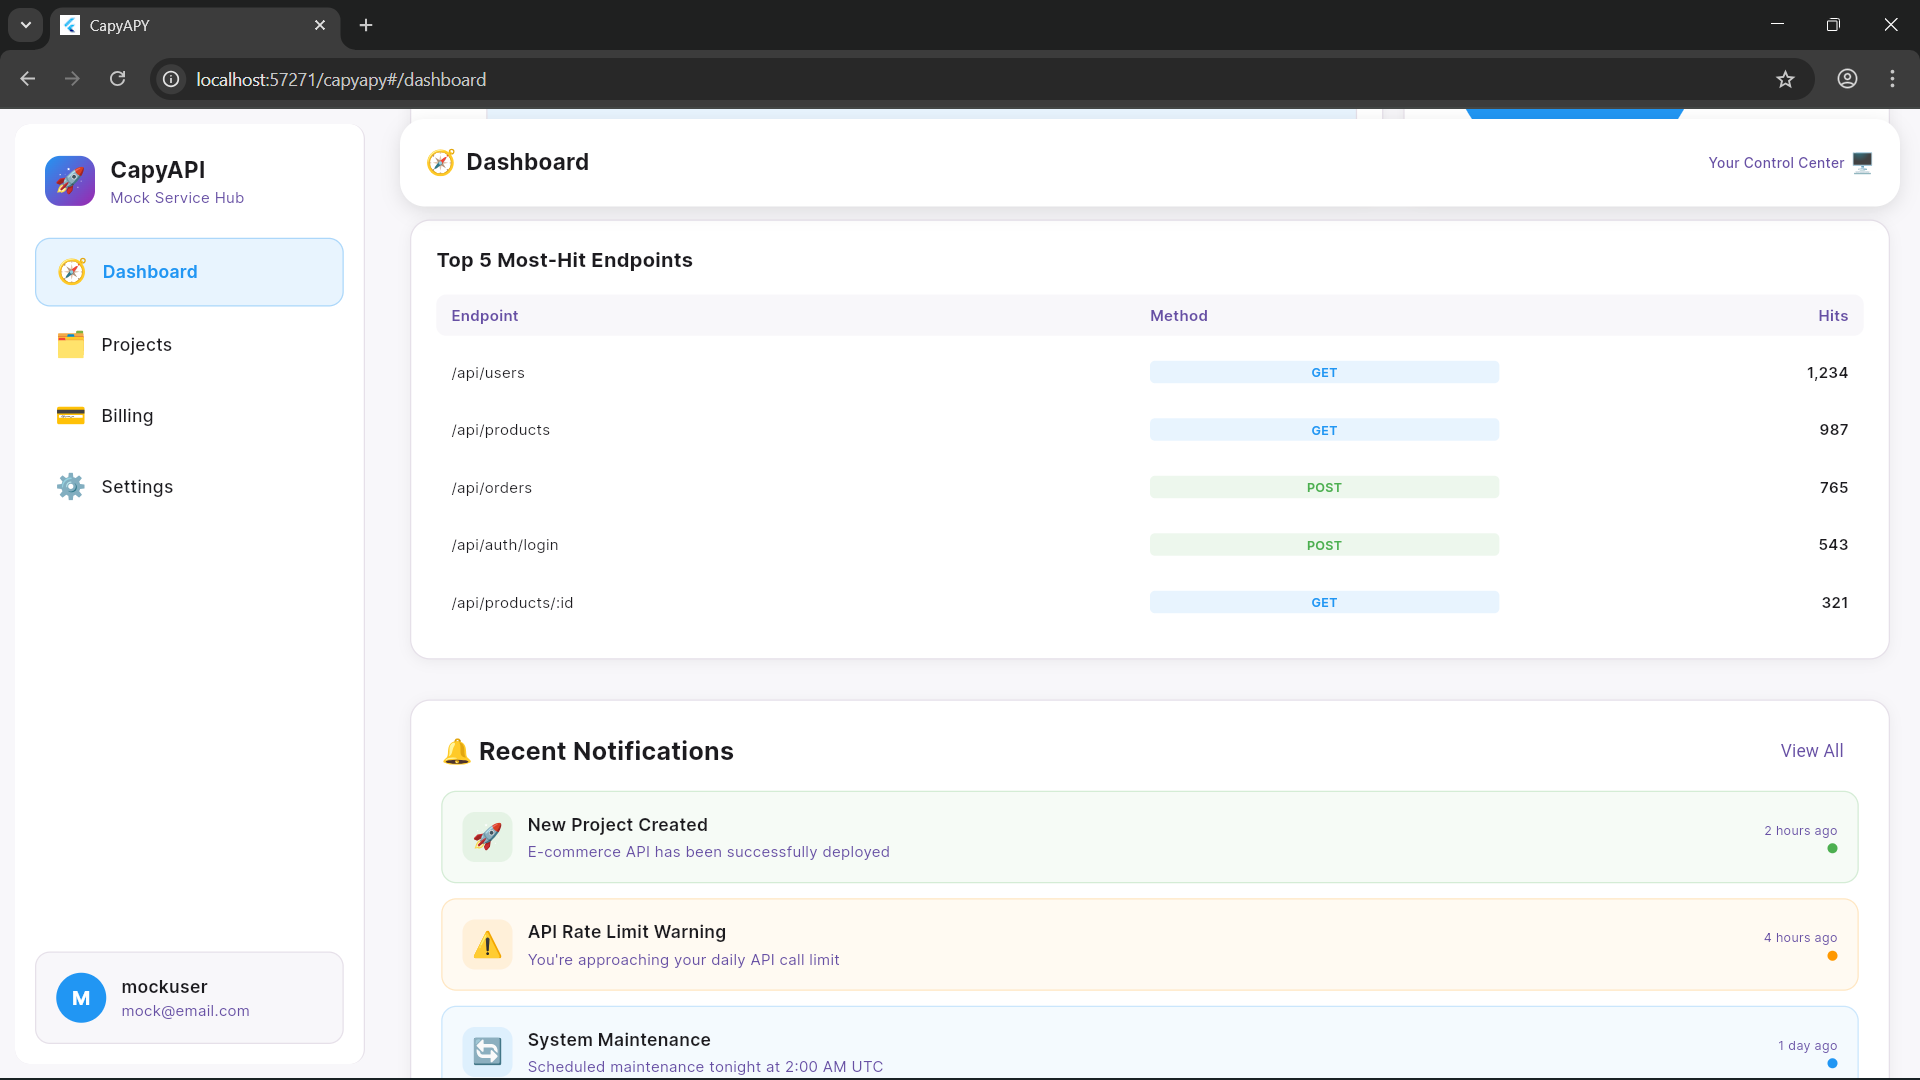 CapyAPY
localhost:57271/capyapy#/dashboard
CapyAPI
Mock Service Hub
Dashboard
Projects
Billing
Settings
M
mockuser
mock@email.com
Dashboard
Your Control Center
Top 5 Most-Hit Endpoints
Endpoint Method Hits
/api/users GET 1,234
/api/products GET 987
/api/orders POST 765
/api/auth/login POST 543
/api/products/:id GET 321
Recent Notifications
View All
New Project Created
E-commerce API has been successfully deployed
2 hours ago
API Rate Limit Warning
You're approaching your daily API call limit
4 hours ago
System Maintenance
Scheduled maintenance tonight at 2:00 AM UTC
1 day ago